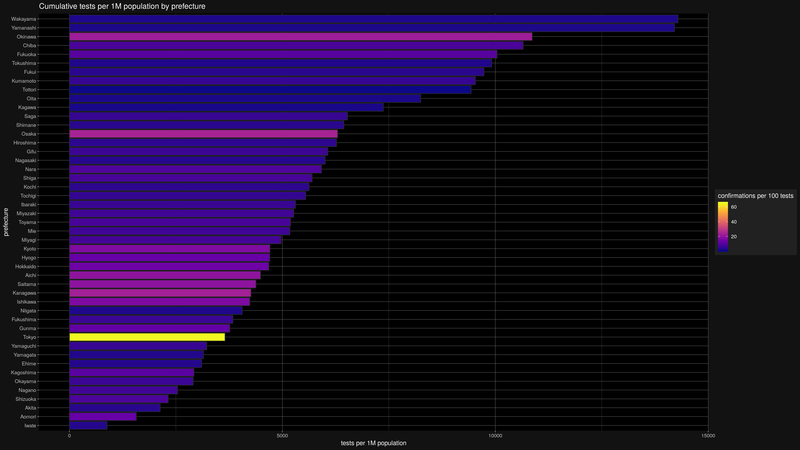 Cumulative tests per 1M population by prefecture
prefecture
Wakayama
Yamanashi
Okinawa
Chiba
Fukuoka
Tokushima
Fukui
Kumamoto
Tottori
Oita
Kagawa
Saga
Shimane
Osaka
Hiroshima
Gifu
Nagasaki
Nara
Shiga
Kochi
Tochigi
Ibaraki
Miyazaki
Toyama
Mie
Miyagi
Kyoto
Hyogo
Hokkaido
Aichi
Saitama
Kanagawa
Ishikawa
Niigata
Fukushima
Gunma
Tokyo
Yamaguchi
Yamagata
Ehime
Kagoshima
Okayama
Nagano
Shizuoka
Akita
Aomori
Iwate
0 5000 10000 15000
tests per 1M population
confirmations per 100 tests
60
40
20